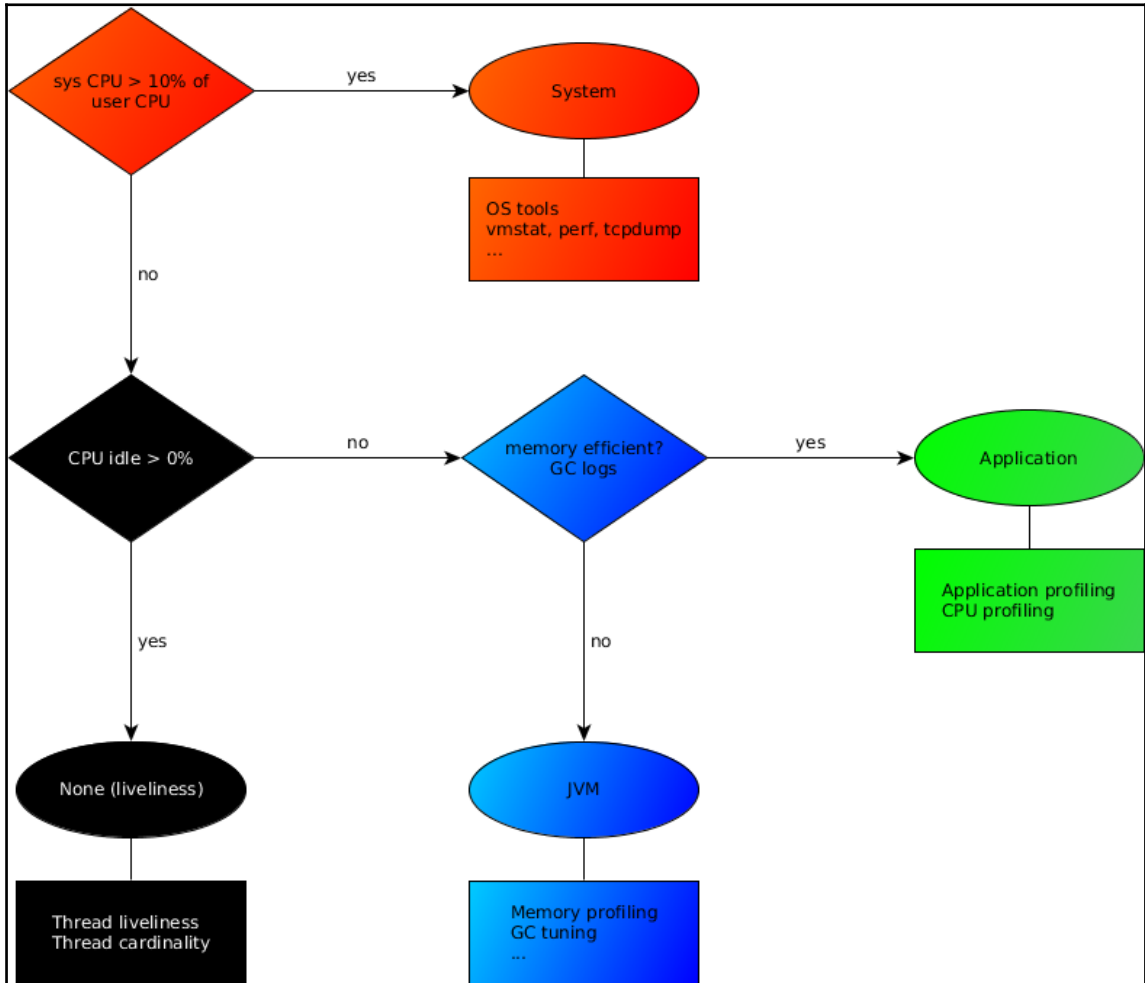 sys CPU > 10% of
user CPU
yes
System
OS tools
vmstat, perf, tcpdump
...
no
CPU idle > 0%
no
memory efficient?
GC logs
yes
Application
Application profiling
CPU profiling
yes
no
None (liveliness)
JVM
Thread liveliness
Thread cardinality
Memory profiling
GC tuning
...